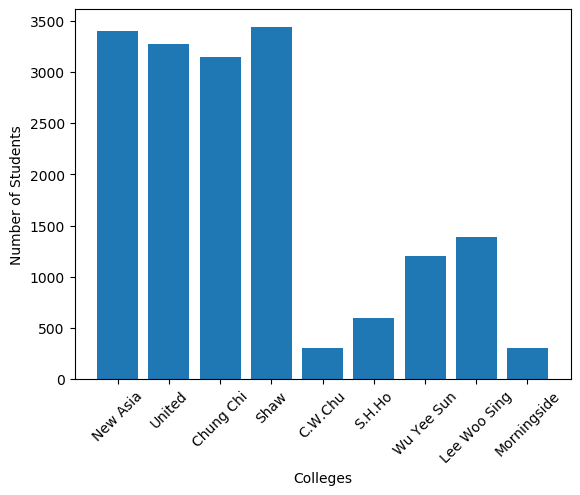 3500
3000
2500
2000
1500
1000
500
0
Number of Students
New Asia
United
Chung Chi
Shaw
C.W.Chu
S.H.Ho
Wu Yee Sun
Lee Woo Sing
Morningside
Colleges